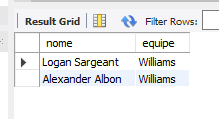 Result Grid Filter Rows:
nome equipe
Logan Sargeant Williams
Alexander Albon Williams